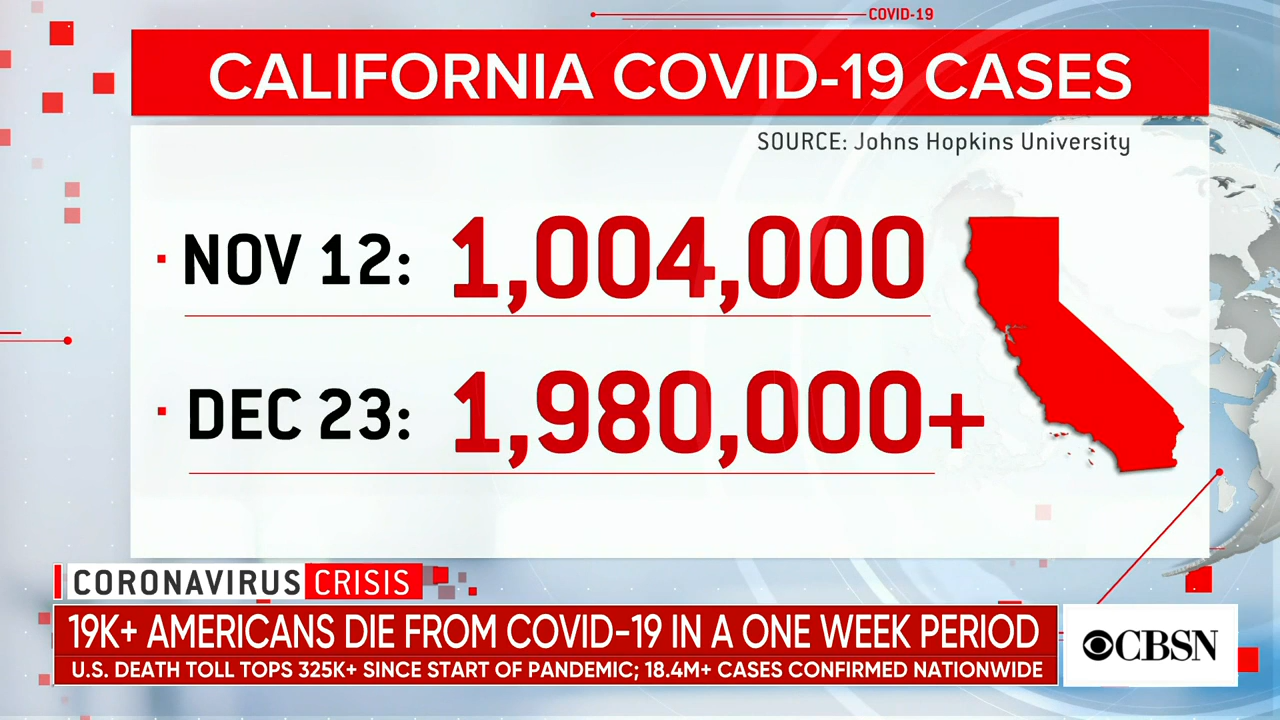 COVID-19
CALIFORNIA COVID-19 CASES
SOURCE: Johns Hopkins University
NOV 12: 1,004,000
DEC 23: 1,980,000+
CORONAVIRUS CRISIS
19K+ AMERICANS DIE FROM COVID-19 IN A ONE WEEK PERIOD
U.S. DEATH TOLL TOPS 325K+ SINCE START OF PANDEMIC; 18.4M+ CASES CONFIRMED NATIONWIDE
CBSN